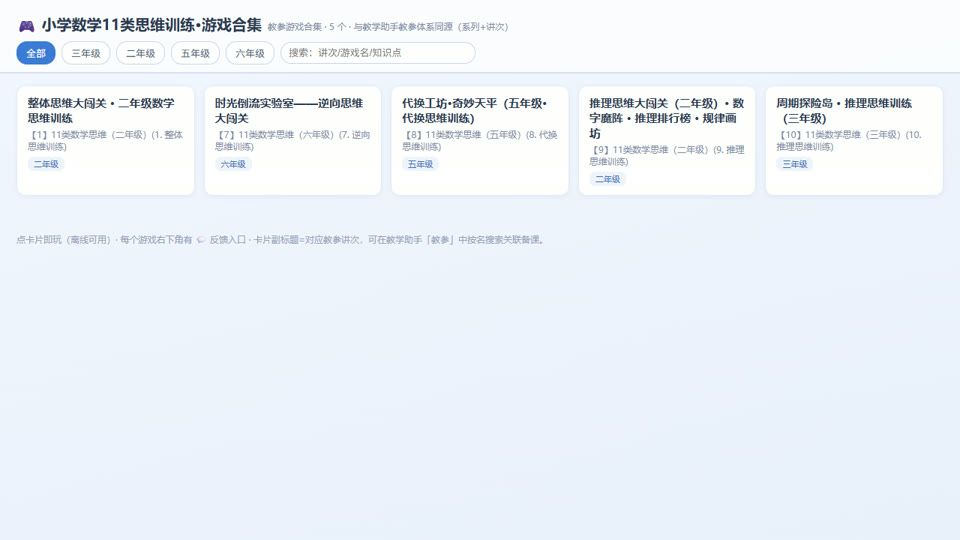 小学数学11类思维训练•游戏合集 教参游戏合集 · 5 个 · 与教学助手教参体系同源（系列+讲次）
全部 三年级 二年级 五年级 六年级 搜索：讲次/游戏名/知识点
整体思维大闯关 · 二年级数学
思维训练
【1】11类数学思维（二年级）(1. 整体
思维训练)
二年级
时光倒流实验室——逆向思维
大闯关
【7】11类数学思维（六年级）(7. 逆向
思维训练)
六年级
代换工坊•奇妙天平（五年级•
代换思维训练）
【8】11类数学思维（五年级）(8. 代换
思维训练)
五年级
推理思维大闯关（二年级）· 数
字魔阵 · 推理排行榜 · 规律画
坊
【9】11类数学思维（二年级）(9. 推理
思维训练)
二年级
周期探险岛 · 推理思维训练
（三年级）
【10】11类数学思维（三年级）(10.
推理思维训练)
三年级
点卡片即玩（离线可用）· 每个游戏右下角有 反馈入口 · 卡片副标题=对应教参讲次，可在教学助手「教参」中按名搜索关联备课。